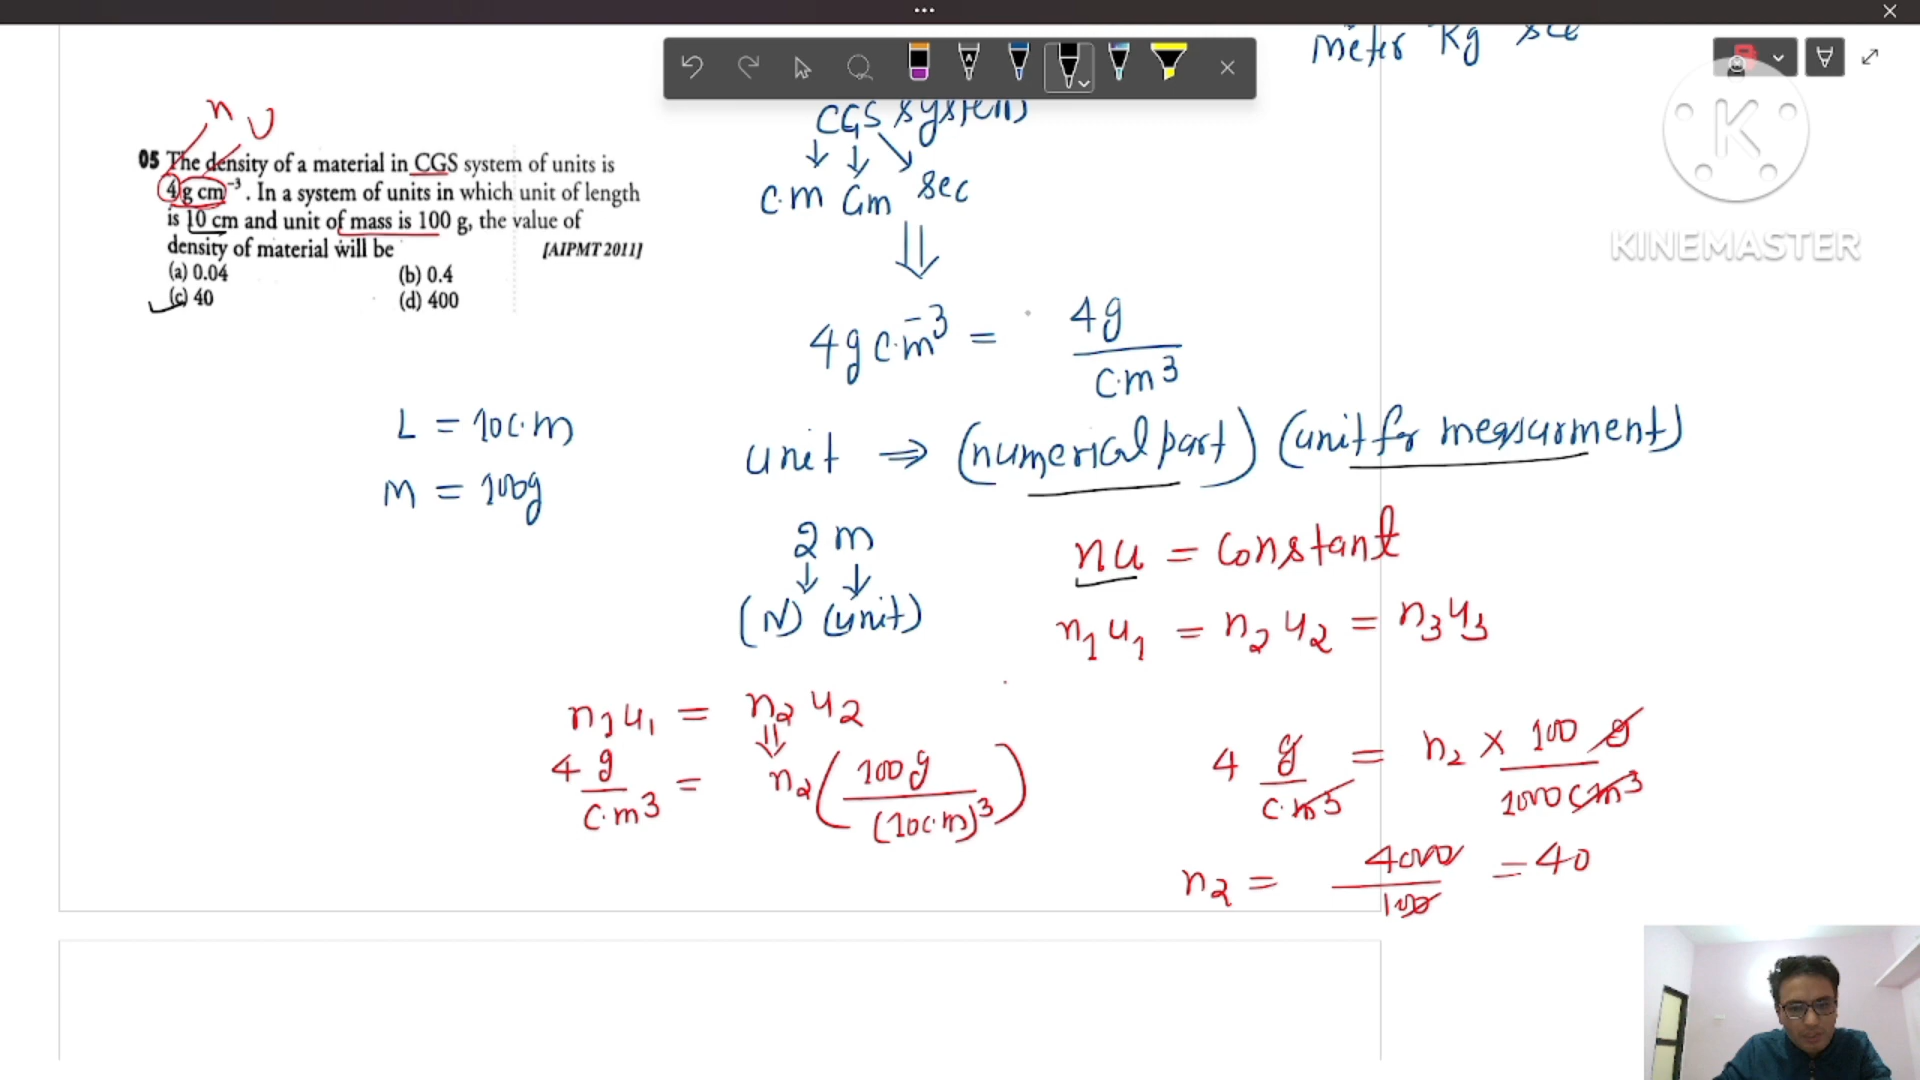 meter Kg sec
K
KINEMASTER
n U
05 The density of a material in CGS system of units is
4g cm⁻³. In a system of units in which unit of length
is 10 cm and unit of mass is 100 g, the value of
density of material will be [AIPMT 2011]
(a) 0.04 (b) 0.4
(c) 40 (d) 400
CGS system
c.m Gm sec
4g c.m⁻³ = 4g / c.m³
L = 10c.m
M = 100g
unit ⇒ (numerical part) (unit for measurment)
2 m
(N) (unit)
nu = constant
n₁u₁ = n₂u₂ = n₃u₃
n₁u₁ = n₂u₂
4 g / c.m³ = n₂ (100g / (10c.m)³)
4 g / c.m³ = n₂ × 100 g / 1000 cm³
n₂ = 4000 / 100 = 40